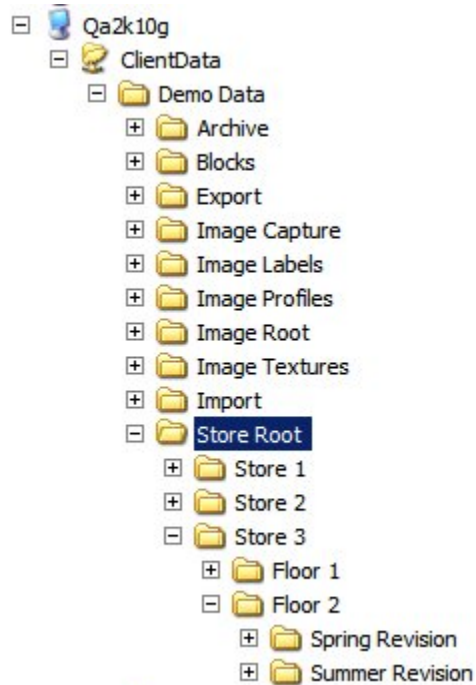 Qa2k10g
ClientData
Demo Data
Archive
Blocks
Export
Image Capture
Image Labels
Image Profiles
Image Root
Image Textures
Import
Store Root
Store 1
Store 2
Store 3
Floor 1
Floor 2
Spring Revision
Summer Revision